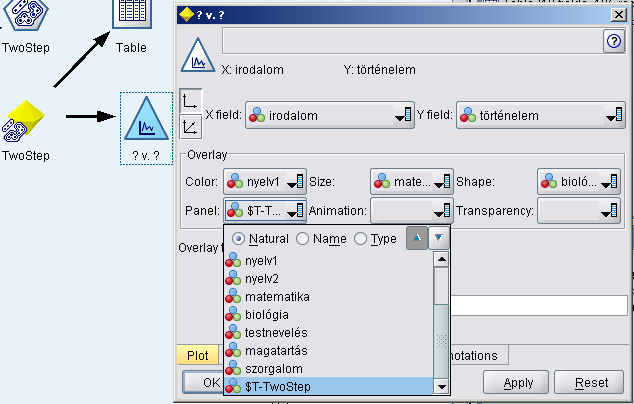 TwoStep
Table
TwoStep
? v. ?
? v. ?
X: irodalom Y: történelem
X field: irodalom Y field: történelem
Overlay
Color: nyelv1 Size: mate... Shape: bioló...
Panel: $T-T... Animation: Transparency:
Overlay
Natural Name Type
nyelv1
nyelv2
matematika
biológia
testnevelés
magatartás
szorgalom
$T-TwoStep
Plot notations
OK Apply Reset